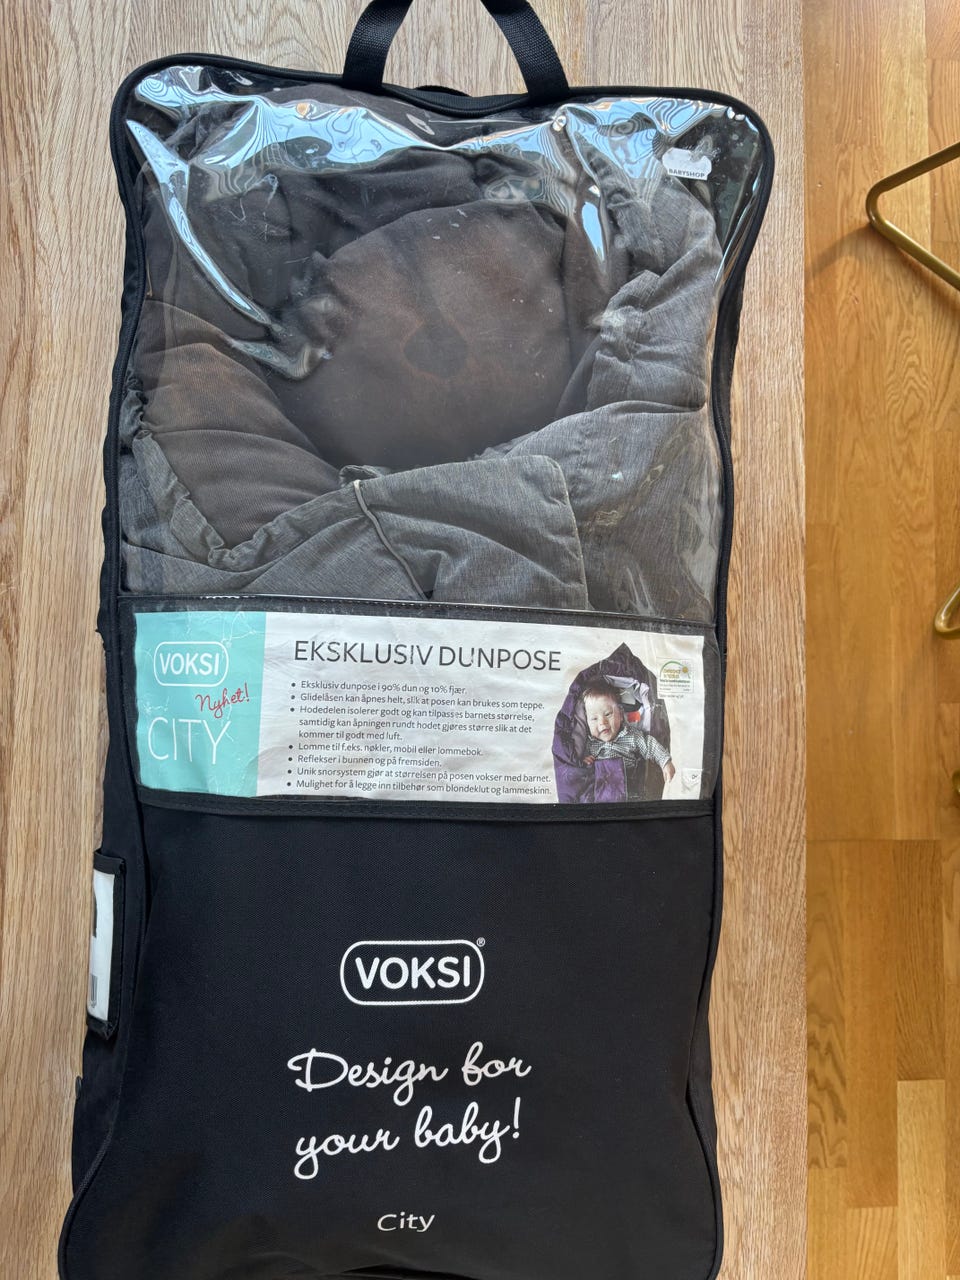 BABYSHOP
VOKSI
Nyhet!
CITY
EKSKLUSIV DUNPOSE
• Eksklusiv dunpose i 90% dun og 10% fjær.
• Glidelåsen kan åpnes helt, slik at posen kan brukes som teppe.
• Hodedelen isolerer godt og kan tilpasses barnets størrelse,
samtidig kan åpningen rundt hodet gjøres større slik at det
kommer til godt med luft.
• Lomme til f.eks. nøkler, mobil eller lommebok.
• Reflekser i bunnen og på fremsiden.
• Unik snorsystem gjør at størrelsen på posen vokser med barnet.
• Mulighet for å legge inn tilbehør som blondeklut og lammeskinn.
VOKSI®
Design for
your baby!
City